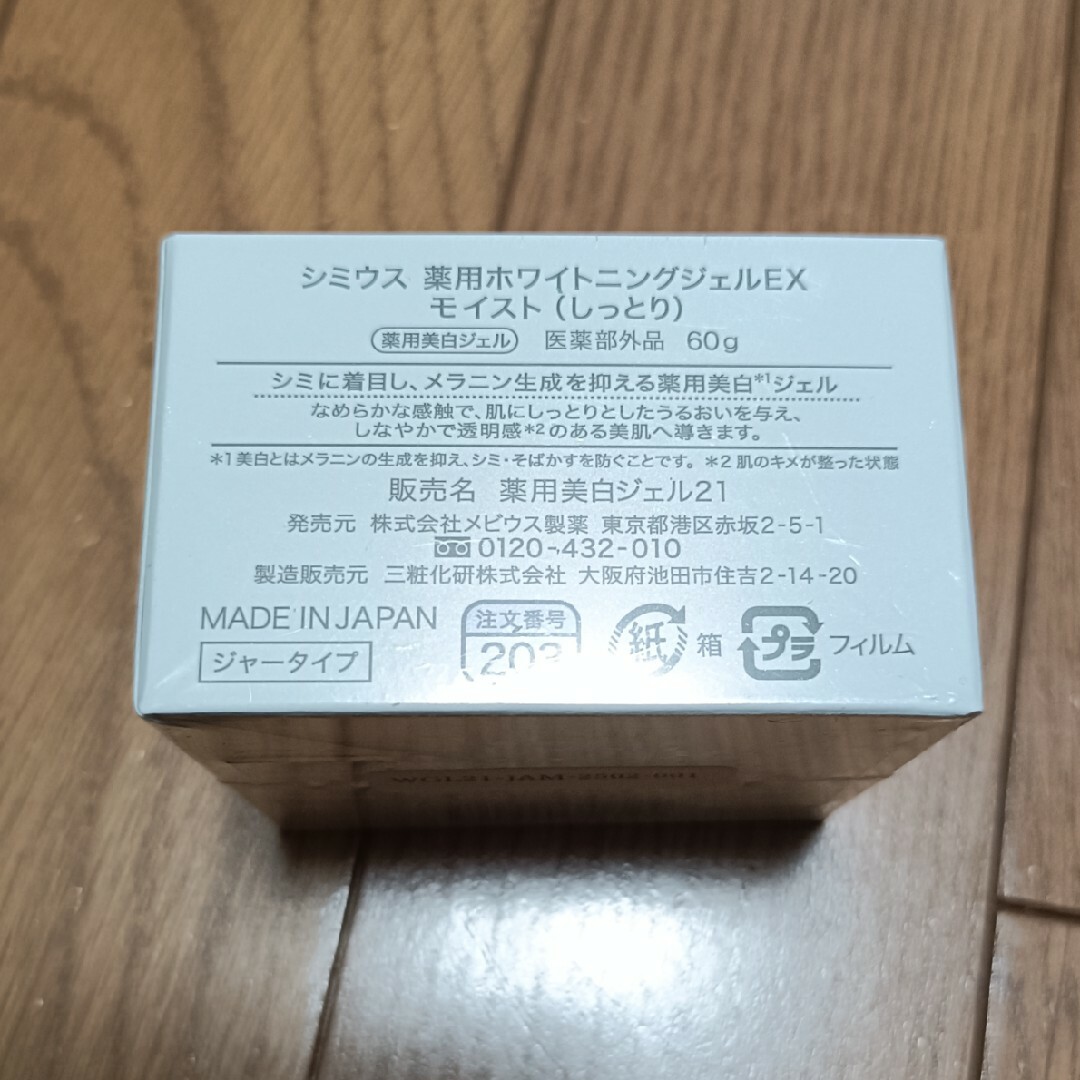 シミウス 薬用ホワイトニングジェルEX
モイスト（しっとり）
薬用美白ジェル 医薬部外品 60g
シミに着目し、メラニン生成を抑える薬用美白*1ジェル
なめらかな感触で、肌にしっとりとしたうるおいを与え、
しなやかで透明感*2のある美肌へ導きます。
*1美白とはメラニンの生成を抑え、シミ・そばかすを防ぐことです。 *2 肌のキメが整った状態
販売名 薬用美白ジェル21
発売元 株式会社メビウス製薬 東京都港区赤坂2-5-1
0120-432-010
製造販売元 三粧化研株式会社 大阪府池田市住吉2-14-20
MADE IN JAPAN
ジャータイプ
注文番号
203
紙 箱
プラ フィルム